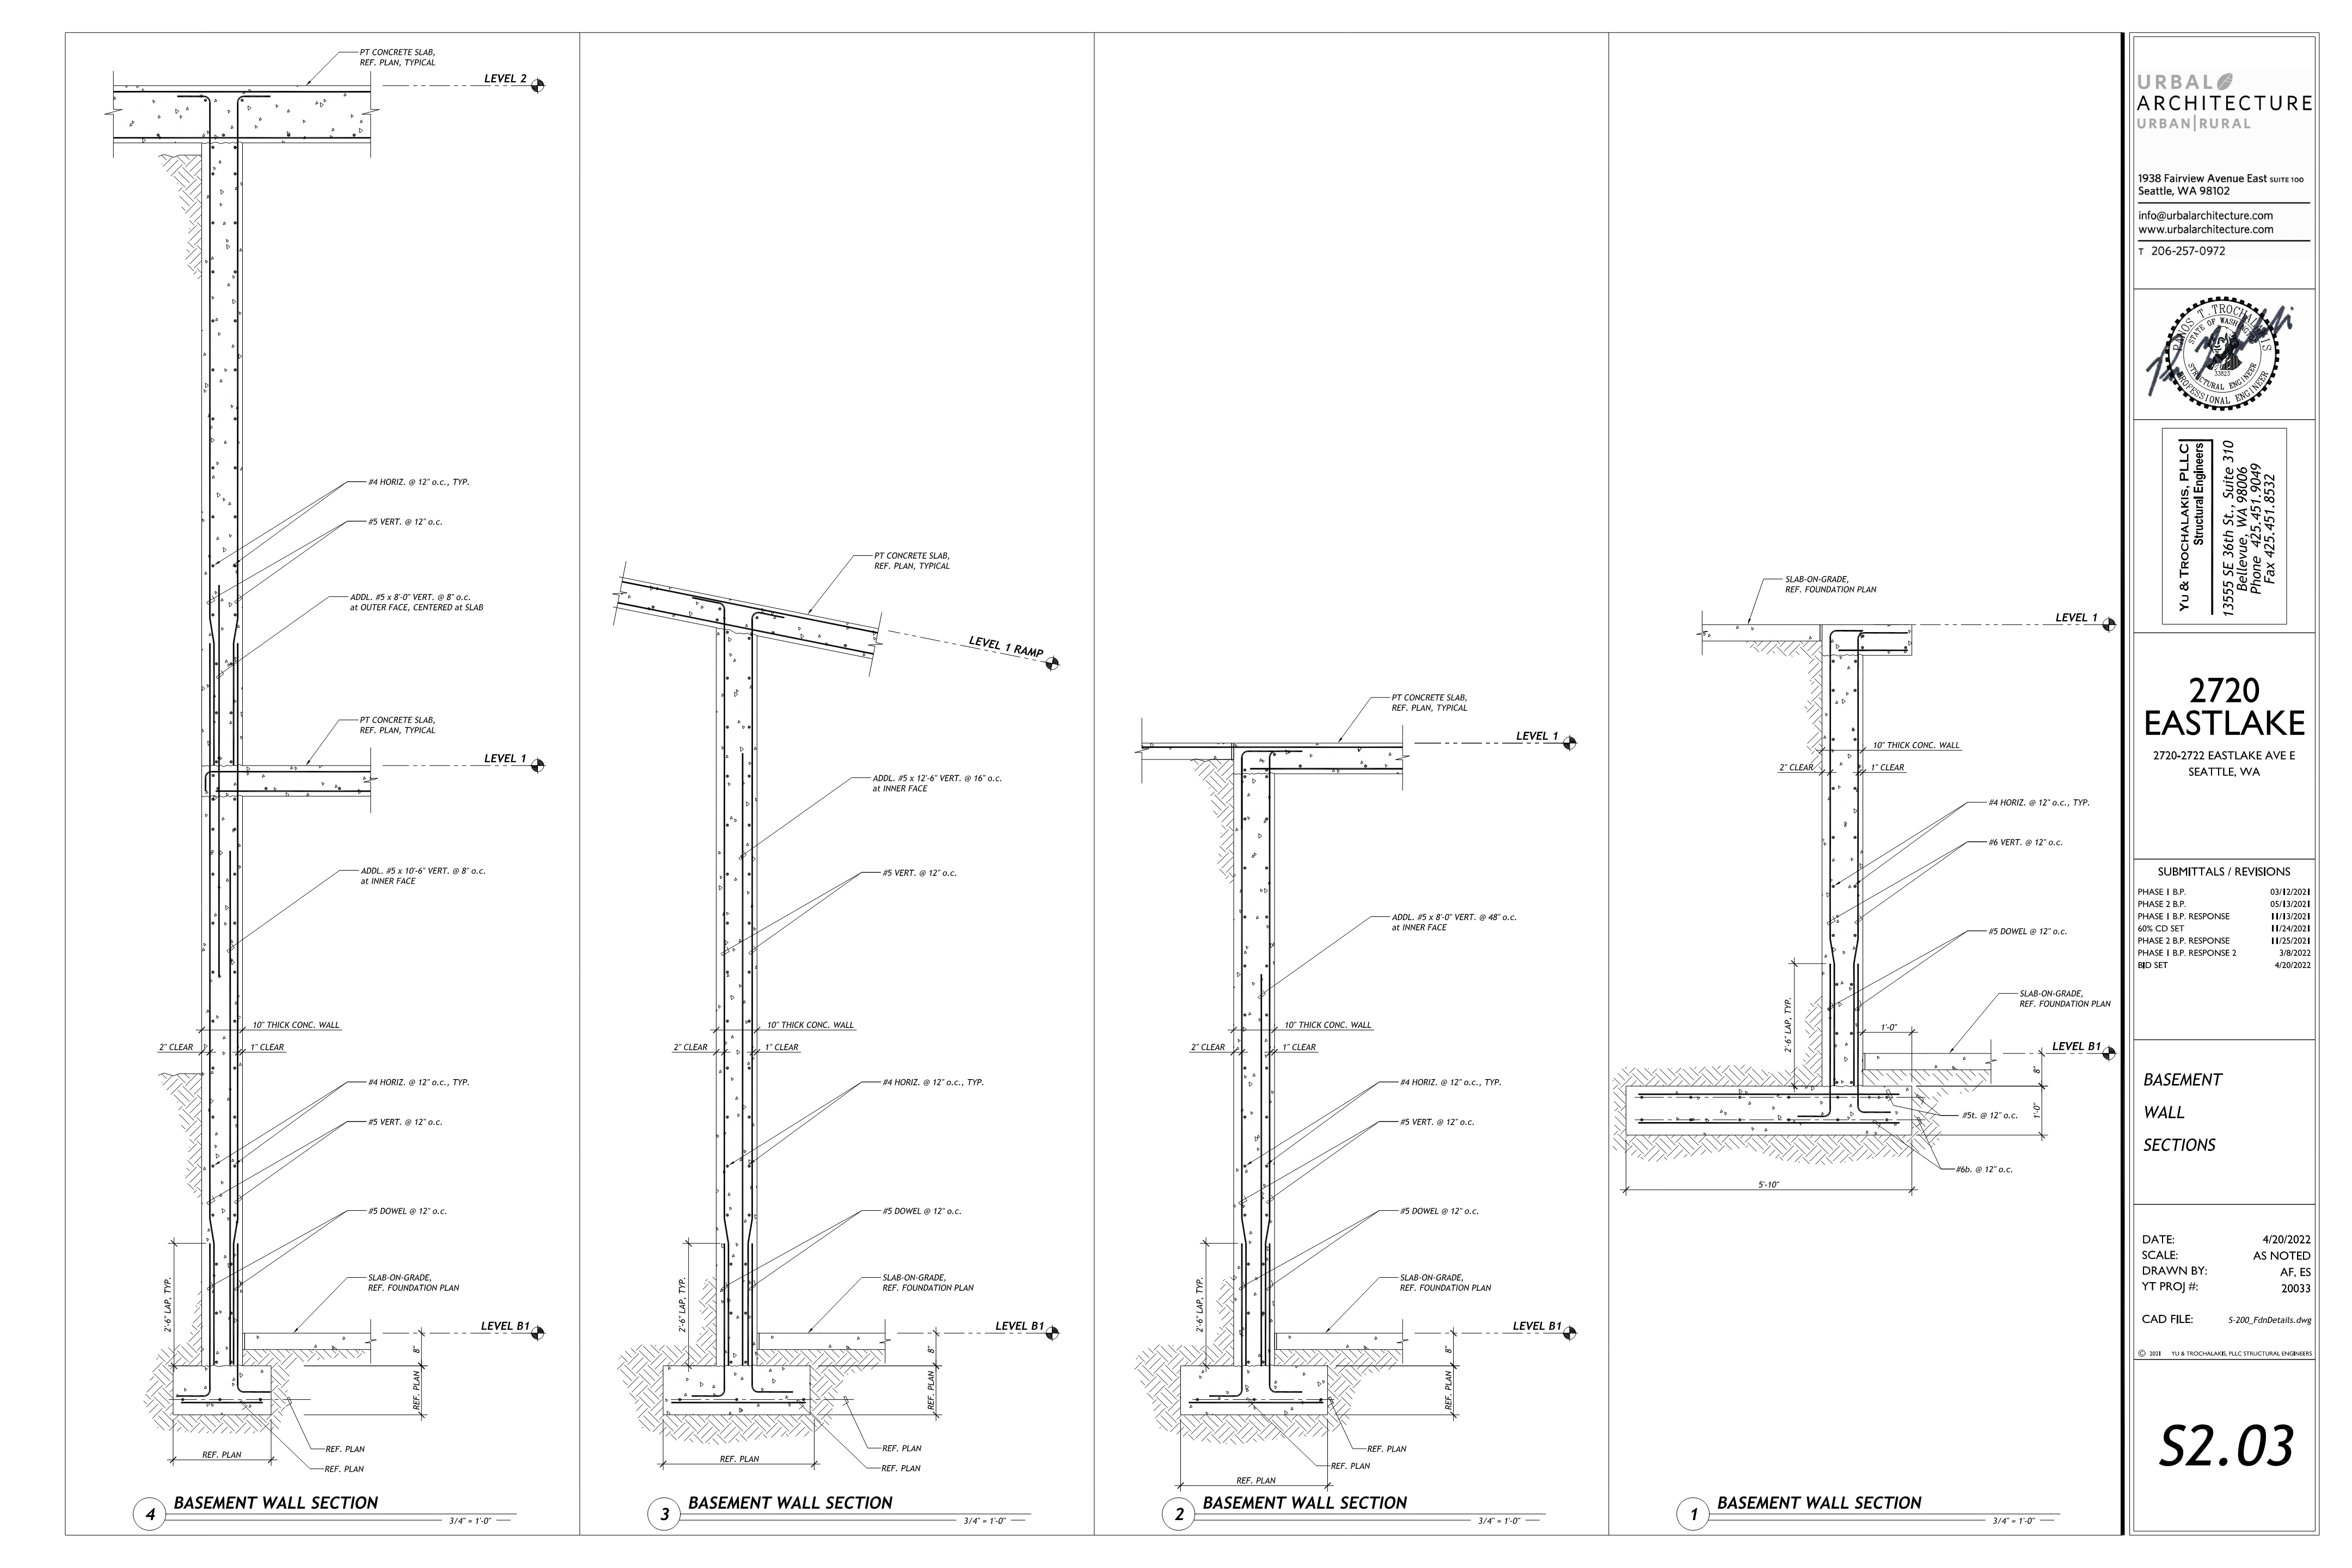 PT CONCRETE SLAB,
REF. PLAN, TYPICAL
LEVEL 2
#4 HORIZ. @ 12" o.c., TYP.
#5 VERT. @ 12" o.c.
ADDL. #5 x 8'-0" VERT. @ 8" o.c.
at OUTER FACE, CENTERED at SLAB
PT CONCRETE SLAB,
REF. PLAN, TYPICAL
LEVEL 1
ADDL. #5 x 10'-6" VERT. @ 8" o.c.
at INNER FACE
10" THICK CONC. WALL
2" CLEAR
1" CLEAR
#4 HORIZ. @ 12" o.c., TYP.
#5 VERT. @ 12" o.c.
#5 DOWEL @ 12" o.c.
2'-6" LAP, TYP.
SLAB-ON-GRADE,
REF. FOUNDATION PLAN
LEVEL B1
8"
REF. PLAN
REF. PLAN
REF. PLAN
REF. PLAN
4
BASEMENT WALL SECTION
3/4" = 1'-0"
PT CONCRETE SLAB,
REF. PLAN, TYPICAL
LEVEL 1 RAMP
ADDL. #5 x 12'-6" VERT. @ 16" o.c.
at INNER FACE
#5 VERT. @ 12" o.c.
10" THICK CONC. WALL
2" CLEAR
1" CLEAR
#4 HORIZ. @ 12" o.c., TYP.
#5 DOWEL @ 12" o.c.
2'-6" LAP, TYP.
SLAB-ON-GRADE,
REF. FOUNDATION PLAN
LEVEL B1
8"
REF. PLAN
REF. PLAN
REF. PLAN
REF. PLAN
3
BASEMENT WALL SECTION
3/4" = 1'-0"
PT CONCRETE SLAB,
REF. PLAN, TYPICAL
LEVEL 1
ADDL. #5 x 8'-0" VERT. @ 48" o.c.
at INNER FACE
10" THICK CONC. WALL
2" CLEAR
1" CLEAR
#4 HORIZ. @ 12" o.c., TYP.
#5 VERT. @ 12" o.c.
#5 DOWEL @ 12" o.c.
2'-6" LAP, TYP.
SLAB-ON-GRADE,
REF. FOUNDATION PLAN
LEVEL B1
8"
REF. PLAN
REF. PLAN
REF. PLAN
REF. PLAN
2
BASEMENT WALL SECTION
3/4" = 1'-0"
SLAB-ON-GRADE,
REF. FOUNDATION PLAN
LEVEL 1
10" THICK CONC. WALL
2" CLEAR
1" CLEAR
#4 HORIZ. @ 12" o.c., TYP.
#6 VERT. @ 12" o.c.
#5 DOWEL @ 12" o.c.
2'-6" LAP, TYP.
SLAB-ON-GRADE,
REF. FOUNDATION PLAN
1'-0"
LEVEL B1
8"
1'-0"
#5t. @ 12" o.c.
#6b. @ 12" o.c.
5'-10"
1
BASEMENT WALL SECTION
3/4" = 1'-0"
URBAL
ARCHITECTURE
URBAN|RURAL
1938 Fairview Avenue East SUITE 100
Seattle, WA 98102
info@urbalarchitecture.com
www.urbalarchitecture.com
T 206-257-0972
PANOS T. TROCHALAKIS
STATE OF WASHINGTON
33823
STRUCTURAL ENGINEER
PROFESSIONAL ENGINEER
YU & TROCHALAKIS, PLLC
Structural Engineers
13555 SE 36th St., Suite 310
Bellevue, WA 98006
Phone 425.451.9049
Fax 425.451.8532
2720
EASTLAKE
2720-2722 EASTLAKE AVE E
SEATTLE, WA
SUBMITTALS / REVISIONS
PHASE 1 B.P. 03/12/2021
PHASE 2 B.P. 05/13/2021
PHASE 1 B.P. RESPONSE 11/13/2021
60% CD SET 11/24/2021
PHASE 2 B.P. RESPONSE 11/25/2021
PHASE 1 B.P. RESPONSE 2 3/8/2022
BID SET 4/20/2022
BASEMENT
WALL
SECTIONS
DATE: 4/20/2022
SCALE: AS NOTED
DRAWN BY: AF, ES
YT PROJ #: 20033
CAD FILE: S-200_FdnDetails.dwg
© 2021 YU & TROCHALAKIS, PLLC STRUCTURAL ENGINEERS
S2.03